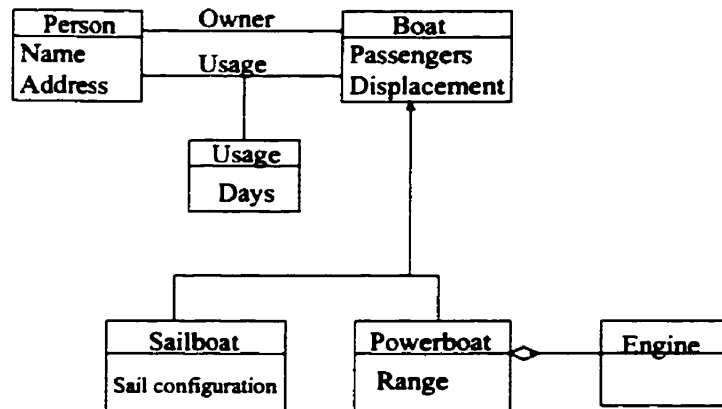 Person
Name
Address
Owner
Usage
Boat
Passengers
Displacement
Usage
Days
Sailboat
Sail configuration
Powerboat
Range
Engine